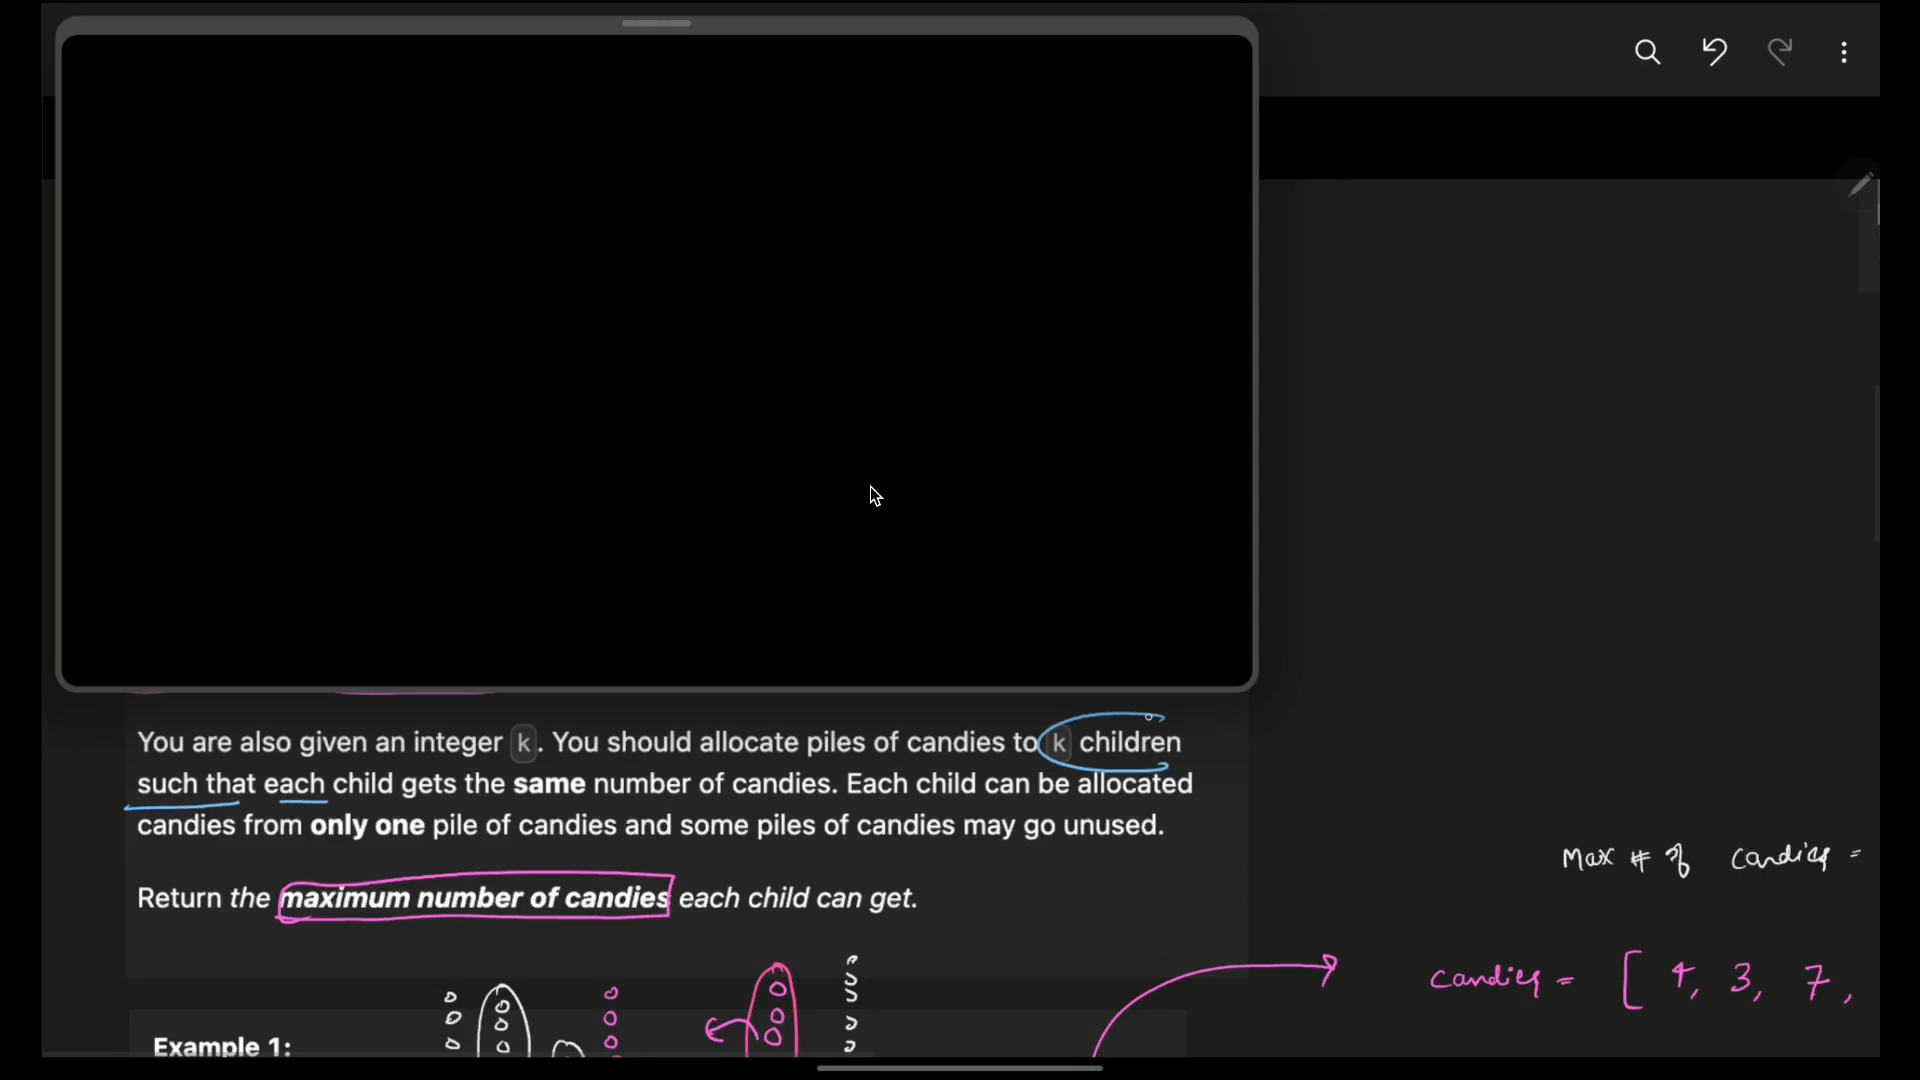 You are also given an integer k. You should allocate piles of candies to k children
such that each child gets the same number of candies. Each child can be allocated
candies from only one pile of candies and some piles of candies may go unused.
Max # of Candies =
Return the maximum number of candies each child can get.
Candies = [ 4, 3, 7,
Example 1: